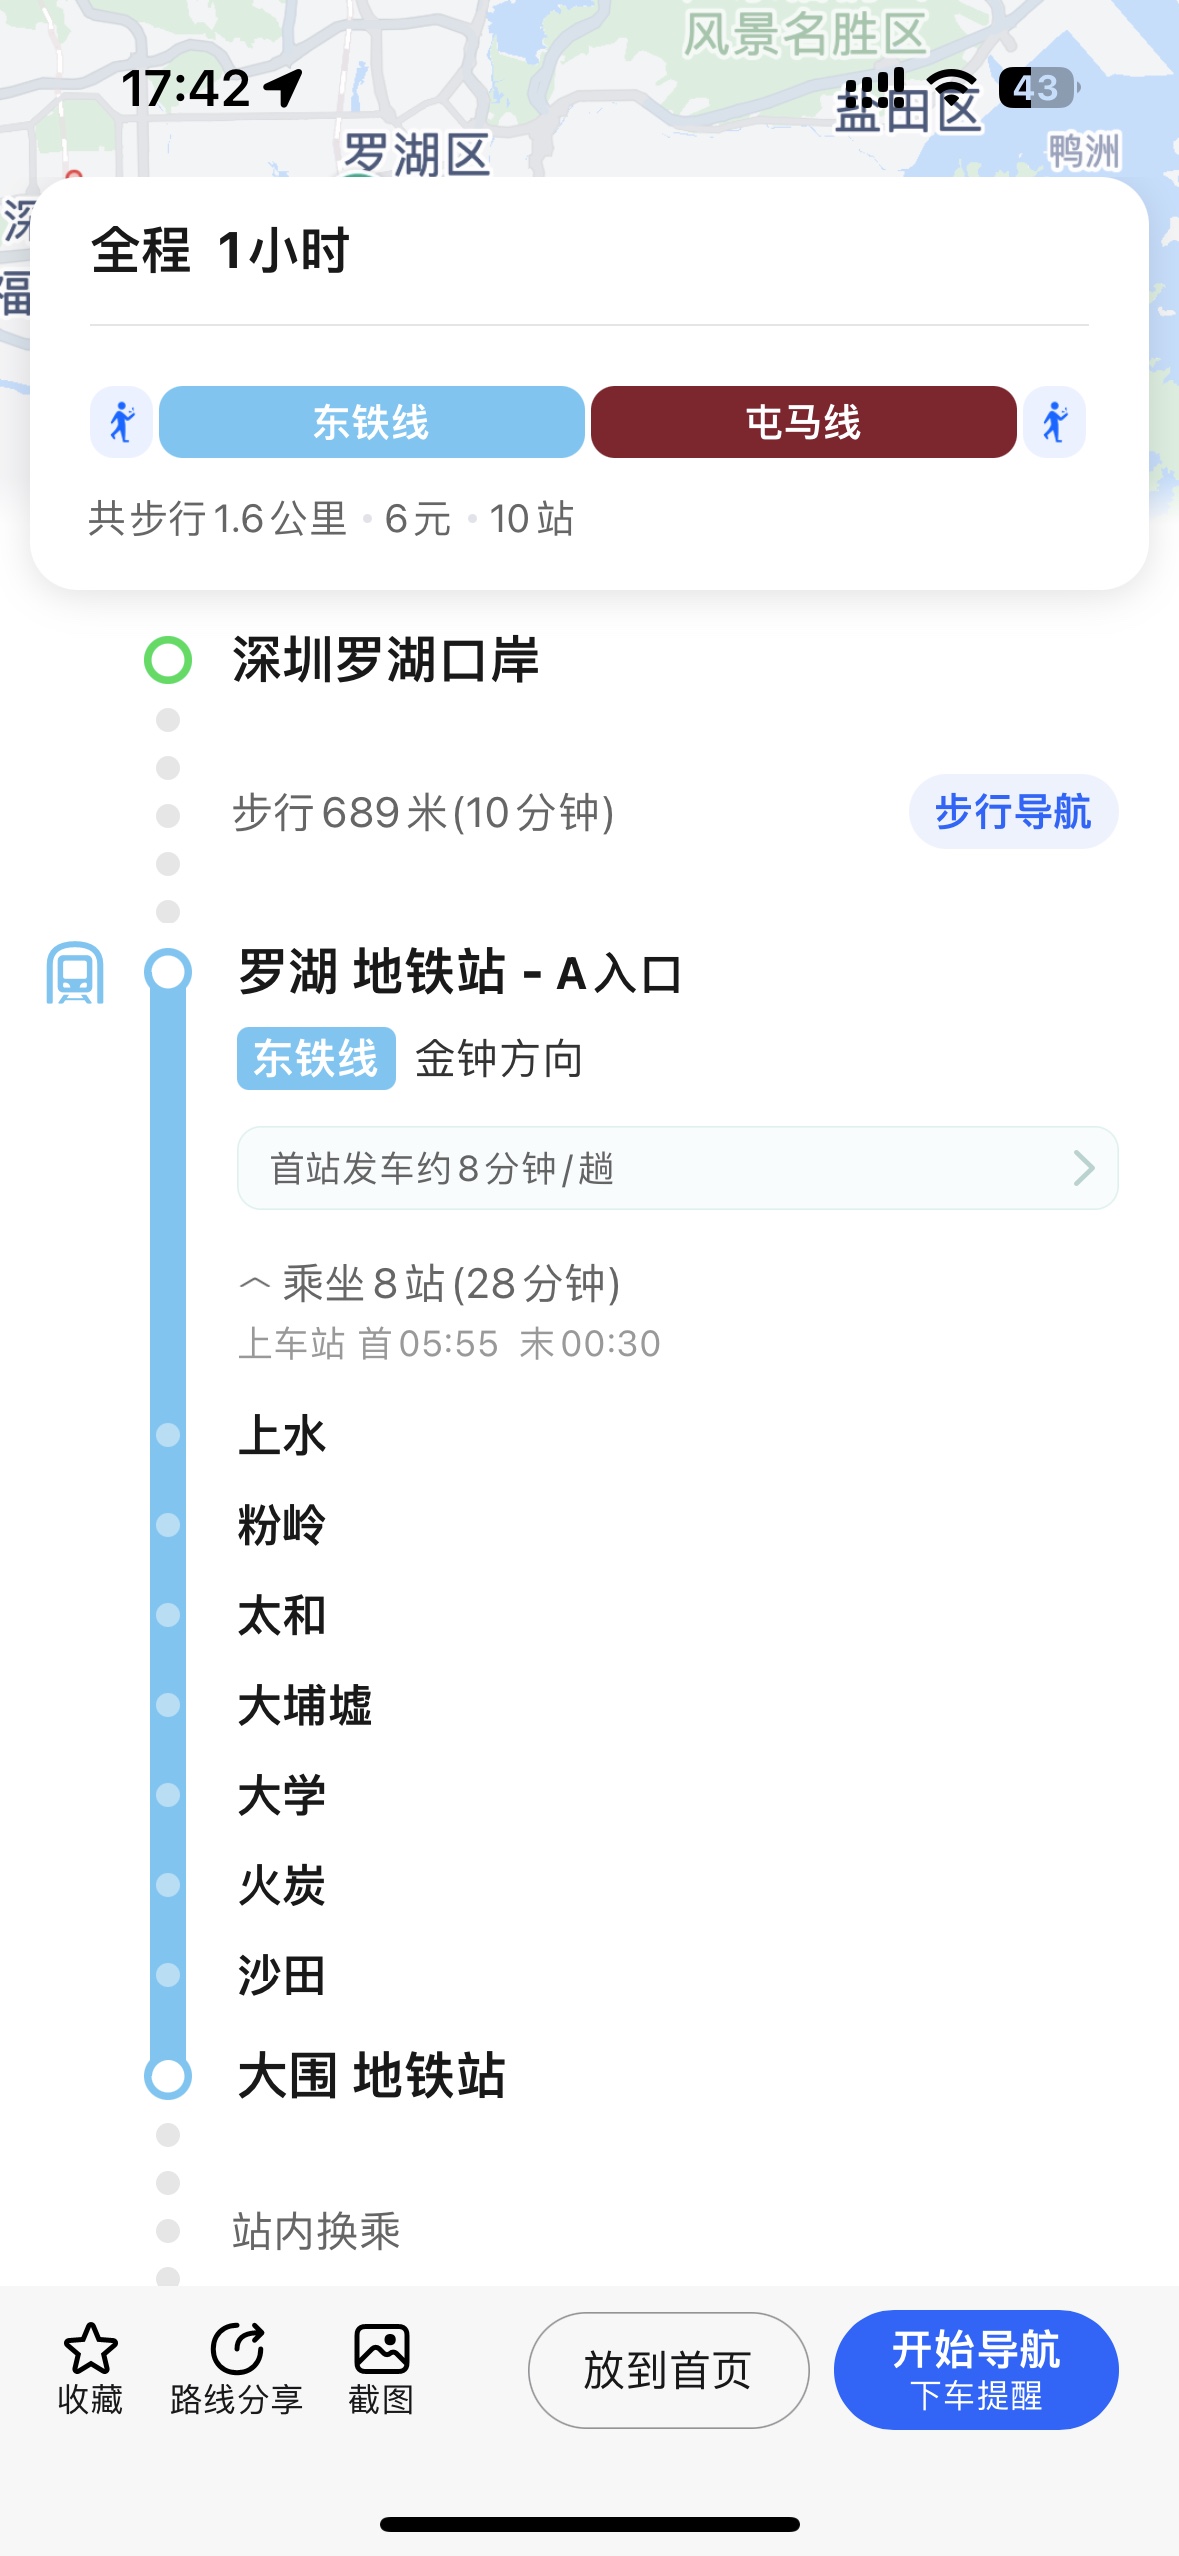 风景名胜区
17:42
43
盐田区
罗湖区
鸭洲
深
福
全程 1小时
东铁线
屯马线
共步行1.6公里·6元·10站
深圳罗湖口岸
步行689米(10分钟)
步行导航
罗湖 地铁站 - A入口
东铁线 金钟方向
首站发车约8分钟/趟
乘坐8站(28分钟)
上车站 首05:55 末00:30
上水
粉岭
太和
大埔墟
大学
火炭
沙田
大围 地铁站
站内换乘
收藏
路线分享
截图
放到首页
开始导航
下车提醒